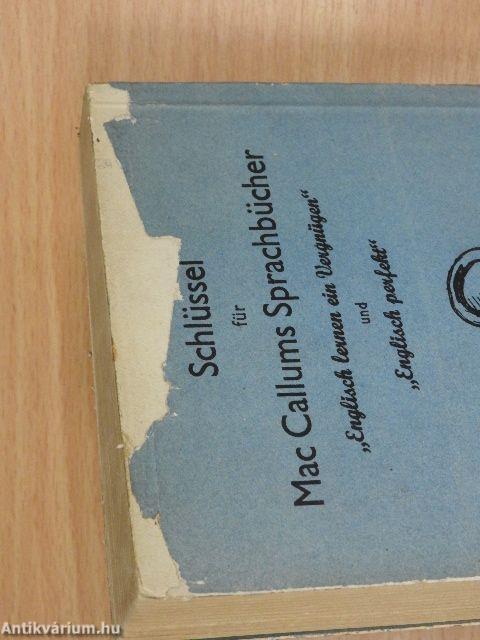 Schlüssel
für
Mac Callums Sprachbücher
„Englisch lernen ein Vergnügen“
und
„Englisch perfekt“
Antikvárium.hu